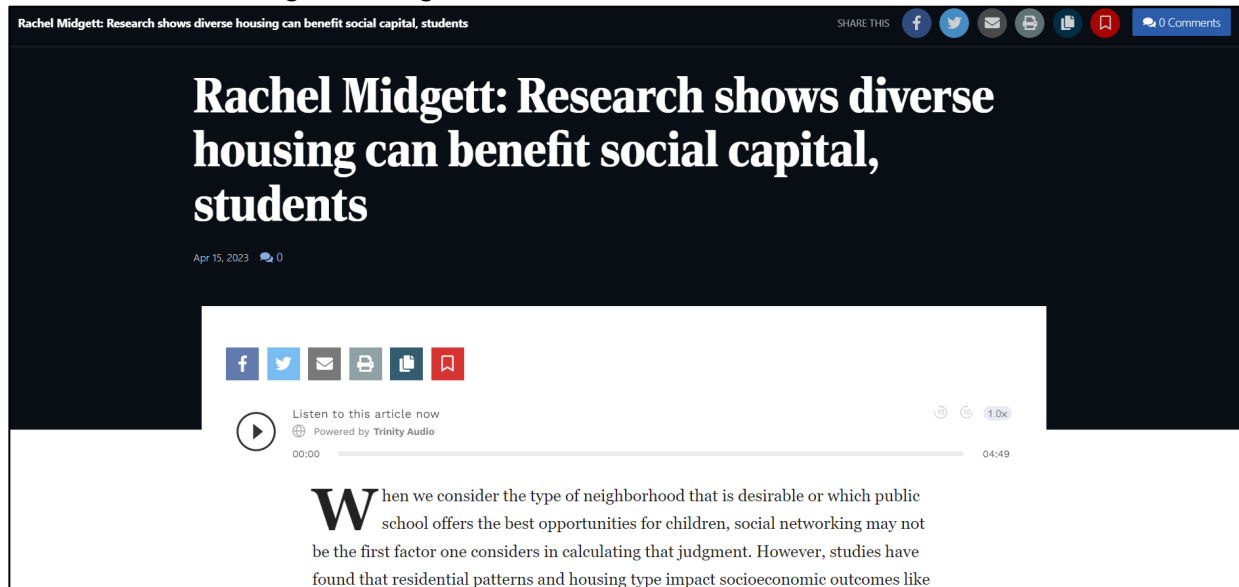 Rachel Midgett: Research shows diverse housing can benefit social capital, students
SHARE THIS
0 Comments
Rachel Midgett: Research shows diverse
housing can benefit social capital,
students
Apr 15, 2023 0
Listen to this article now
10 10 1.0x
Powered by Trinity Audio
00:00
04:49
When we consider the type of neighborhood that is desirable or which public
school offers the best opportunities for children, social networking may not
be the first factor one considers in calculating that judgment. However, studies have
found that residential patterns and housing type impact socioeconomic outcomes like